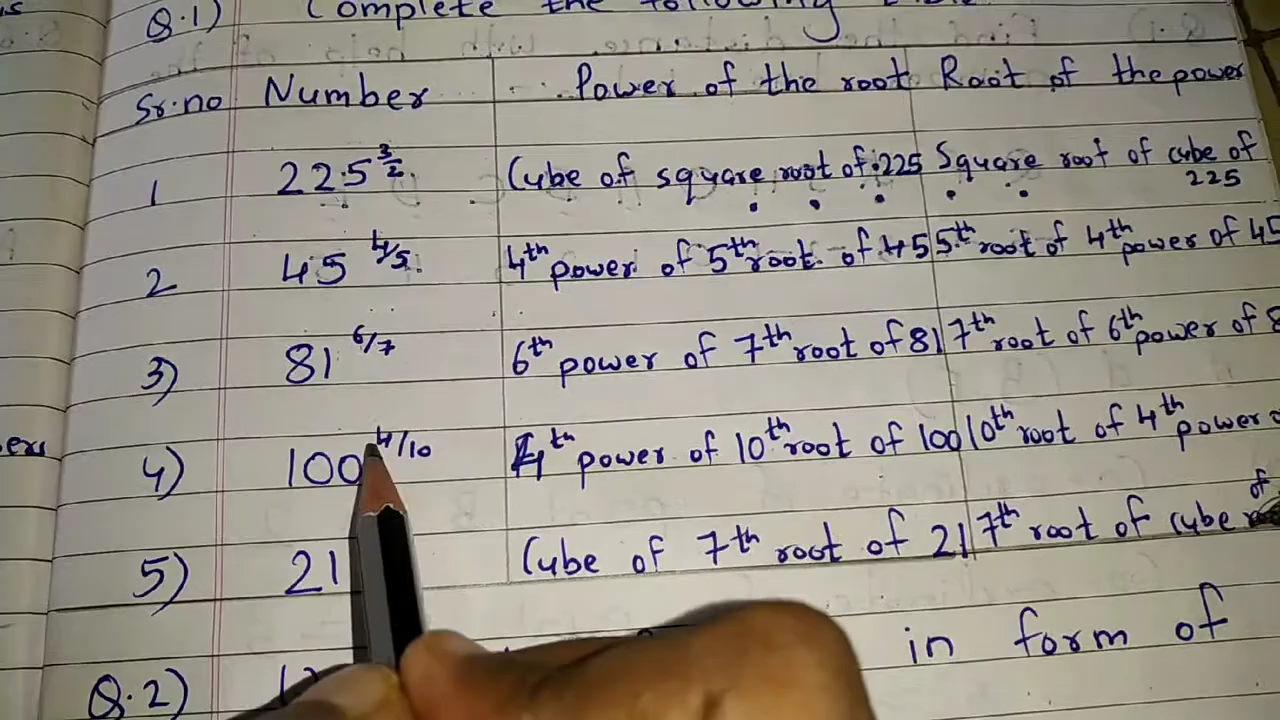 Q.1) Complete the following
Sr.no Number Power of the root Root of the power
1 225^3/2 Cube of square root of 225 Square root of cube of 225
2 45^4/5 4th power of 5th root of 45 5th root of 4th power of 45
3) 81^6/7 6th power of 7th root of 81 7th root of 6th power of 8
4) 100^4/10 4th power of 10th root of 100 10th root of 4th power
5) 21 Cube of 7th root of 21 7th root of cube of
Q.2) in form of